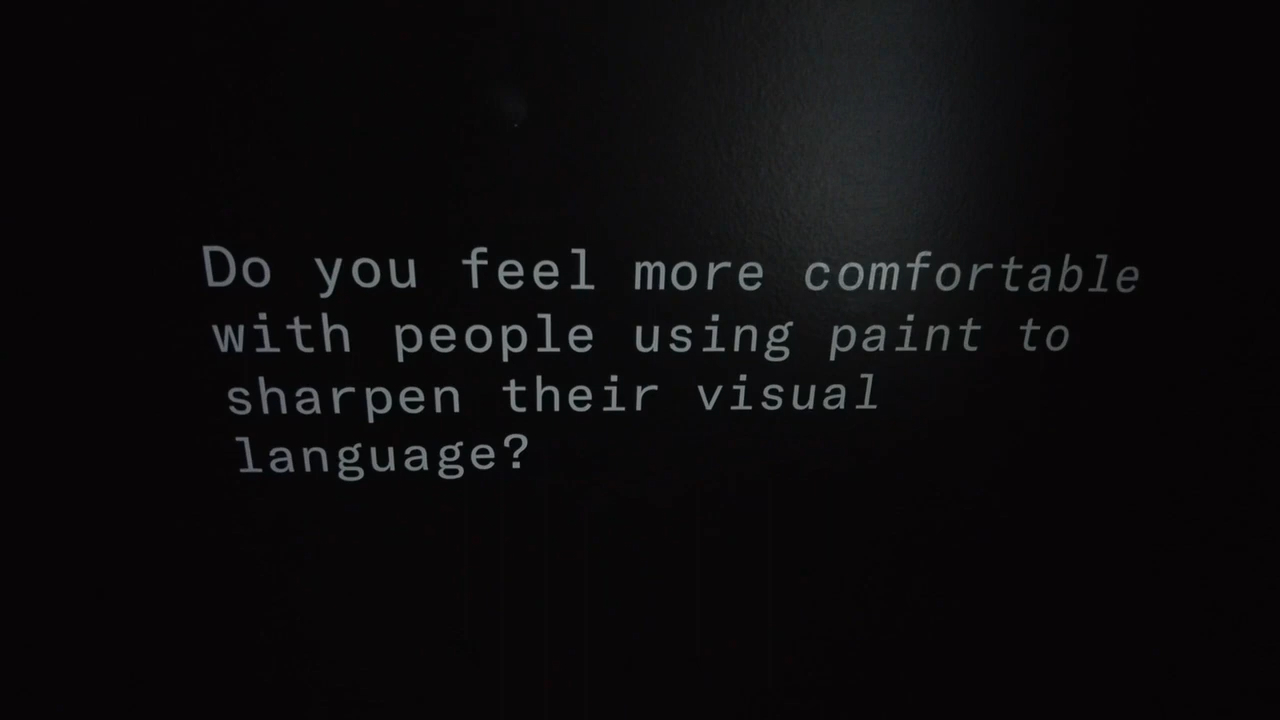 Do you feel more comfortable
with people using paint to
sharpen their visual
language?